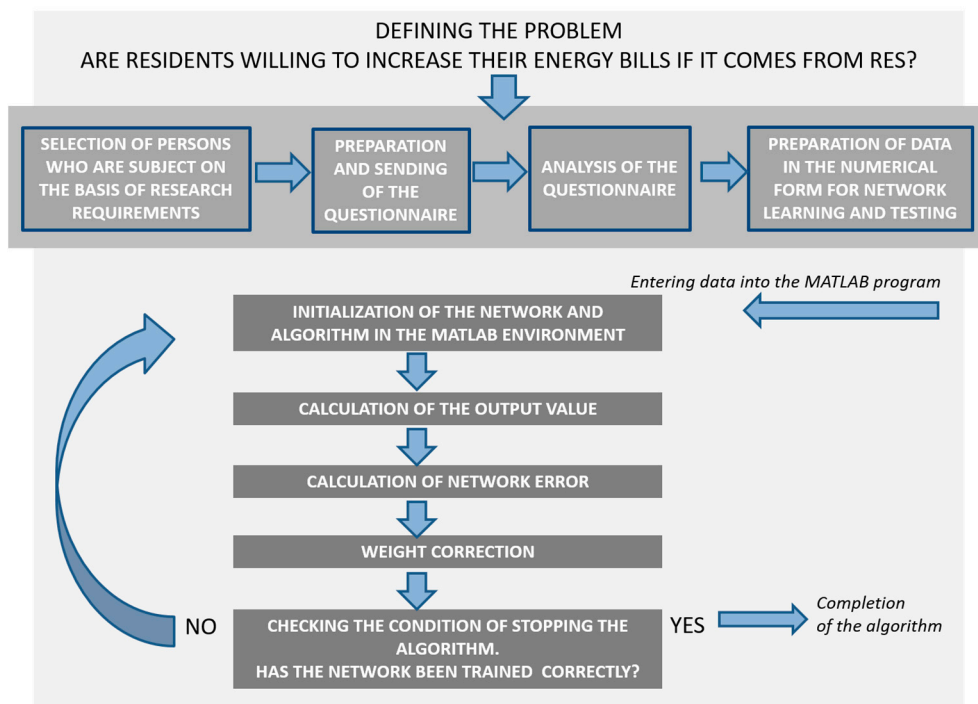 DEFINING THE PROBLEM
ARE RESIDENTS WILLING TO INCREASE THEIR ENERGY BILLS IF IT COMES FROM RES?
SELECTION OF PERSONS
WHO ARE SUBJECT ON
THE BASIS OF RESEARCH
REQUIREMENTS
PREPARATION
AND SENDING
OF THE
QUESTIONNAIRE
ANALYSIS OF THE
QUESTIONNAIRE
PREPARATION OF DATA
IN THE NUMERICAL
FORM FOR NETWORK
LEARNING AND TESTING
Entering data into the MATLAB program
INITIALIZATION OF THE NETWORK AND
ALGORITHM IN THE MATLAB ENVIRONMENT
CALCULATION OF THE OUTPUT VALUE
CALCULATION OF NETWORK ERROR
WEIGHT CORRECTION
NO
CHECKING THE CONDITION OF STOPPING THE
ALGORITHM.
HAS THE NETWORK BEEN TRAINED CORRECTLY?
YES
Completion
of the algorithm